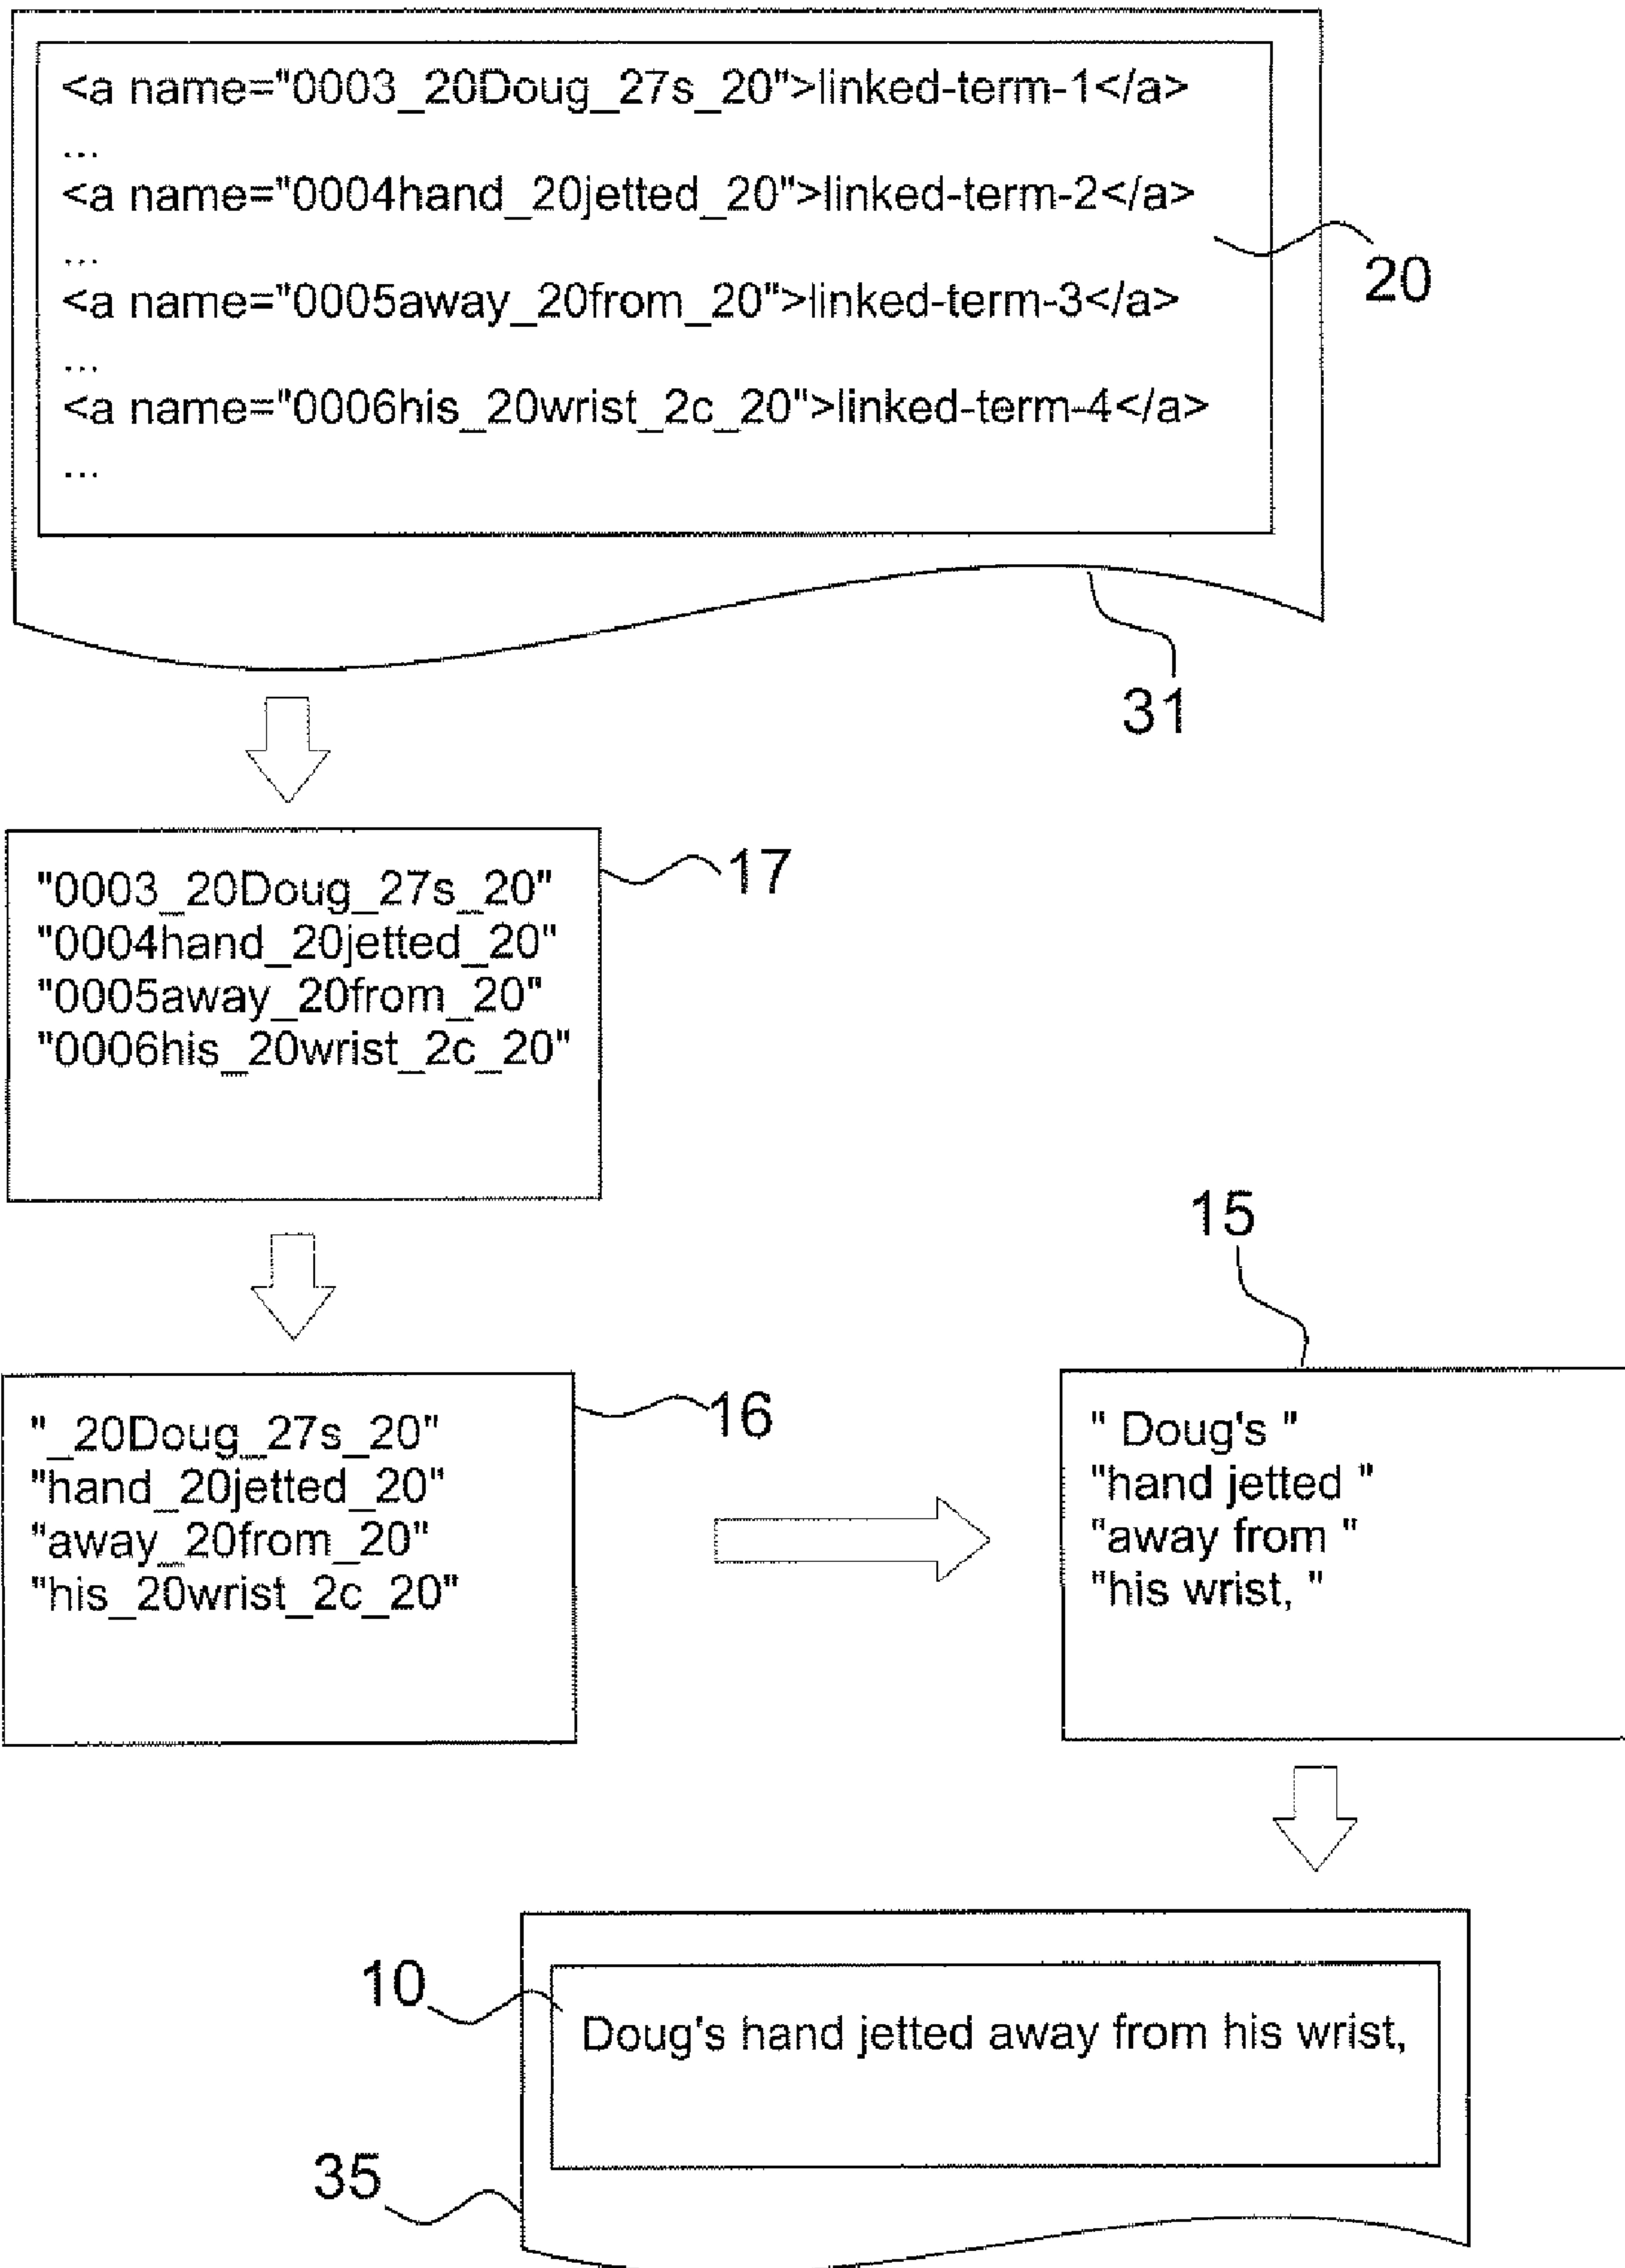 <a name="0003_20Doug_27s_20">linked-term-1</a>
...
<a name="0004hand_20jetted_20">linked-term-2</a>
...
20
<a name="0005away_20from_20">linked-term-3</a>
...
<a name="0006his_20wrist_2c_20">linked-term-4</a>
...
31
17
"0003_20Doug_27s_20"
"0004hand_20jetted_20"
"0005away_20from_20"
"0006his_20wrist_2c_20"
16
"_20Doug_27s_20"
"hand_20jetted_20"
"away_20from_20"
"his_20wrist_2c_20"
15
" Doug's "
"hand jetted "
"away from "
"his wrist, "
10
Doug's hand jetted away from his wrist,
35